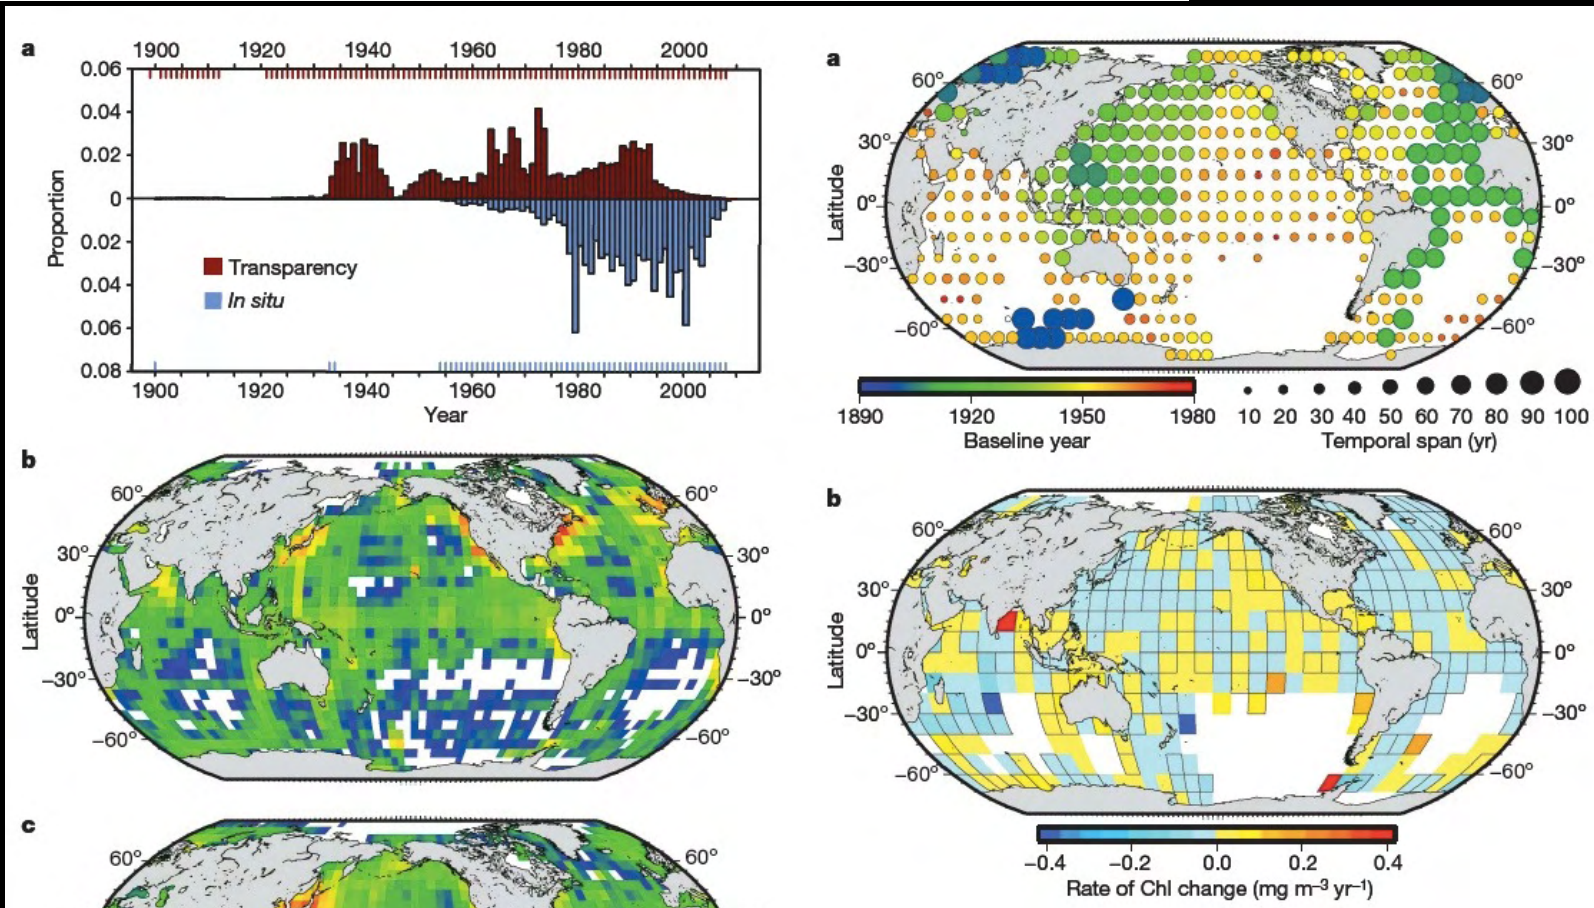 a
1900 1920 1940 1960 1980 2000
0.06
0.04
0.02
0
0.02
0.04
0.06
0.08
Proportion
Transparency
In situ
1900 1920 1940 1960 1980 2000
Year
b
60° 60°
30° 30°
0° 0°
–30° –30°
–60° –60°
Latitude
c
60° 60°
a
60° 60°
30° 30°
0° 0°
–30° –30°
–60° –60°
Latitude
1890 1920 1950 1980
Baseline year
10 20 30 40 50 60 70 80 90 100
Temporal span (yr)
b
60° 60°
30° 30°
0° 0°
–30° –30°
–60° –60°
Latitude
–0.4 –0.2 0.0 0.2 0.4
Rate of Chl change (mg m–3 yr–1)